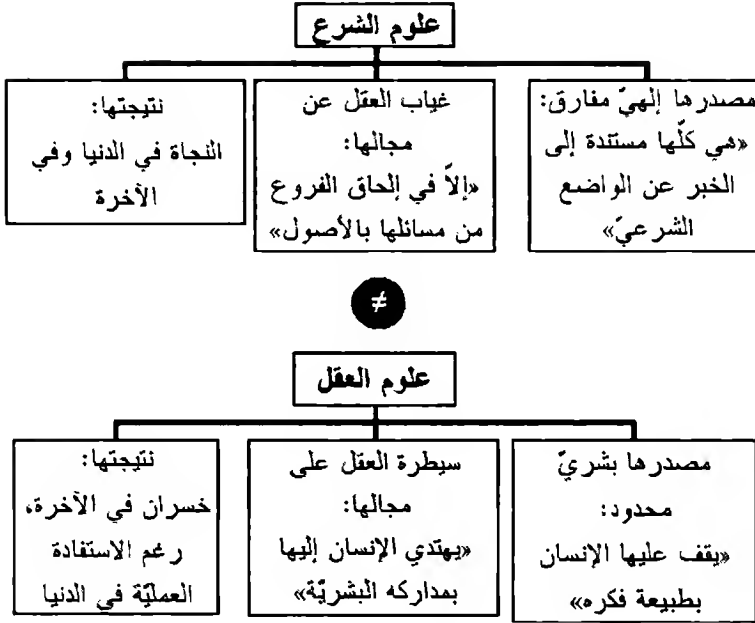 علوم الشرع
مصدرها إلهيّ مفارق:
«هي كلّها مستندة إلى
الخبر عن الواضع
الشرعيّ»
غياب العقل عن
مجالها:
«إلاّ في إلحاق الفروع
من مسائلها بالأصول»
نتيجتها:
النجاة في الدنيا وفي
الآخرة
≠
علوم العقل
مصدرها بشريّ
محدود:
«يقف عليها الإنسان
بطبيعة فكره»
سيطرة العقل على
مجالها:
«يهتدي الإنسان إليها
بمداركه البشريّة»
نتيجتها:
خسران في الآخرة،
رغم الاستفادة
العمليّة في الدنيا